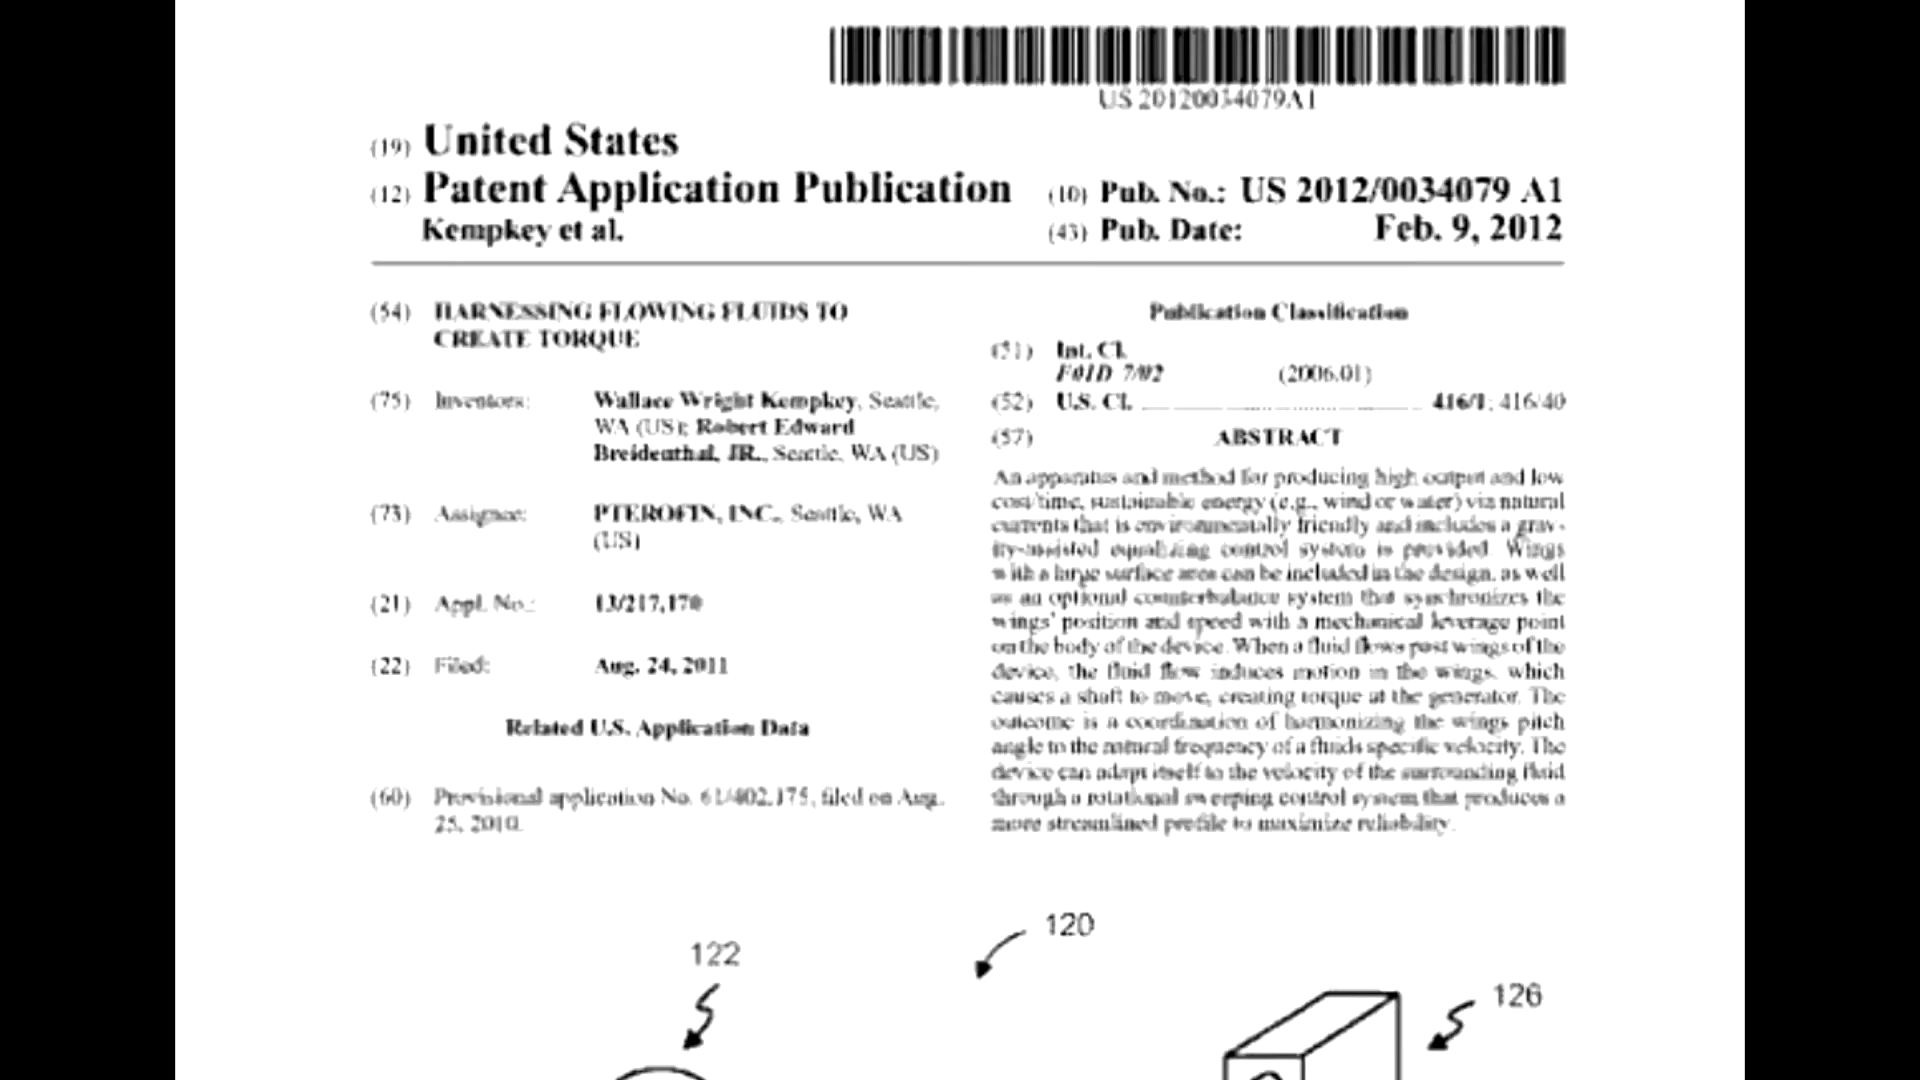 US 20120034079A1
(19) United States
(12) Patent Application Publication
Kempkey et al.
(10) Pub. No.: US 2012/0034079 A1
(43) Pub. Date: Feb. 9, 2012
(54) HARNESSING FLOWING FLUIDS TO
CREATE TORQUE
(75) Inventors: Wallace Wright Kempkey, Seattle,
WA (US); Robert Edward
Breidenthal, JR., Seattle, WA (US)
(73) Assignee: PTEROFIN, INC., Seattle, WA
(US)
(21) Appl. No.: 13/217,170
(22) Filed: Aug. 24, 2011
Related U.S. Application Data
(60) Provisional application No. 61/402,175, filed on Aug.
25, 2010.
Publication Classification
(51) Int. Cl.
F01D 7/02 (2006.01)
(52) U.S. Cl. 416/1; 416/40
(57) ABSTRACT
An apparatus and method for producing high output and low
cost/time, sustainable energy (e.g., wind or water) via natural
currents that is environmentally friendly and includes a grav-
ity-assisted equalizing control system is provided. Wings
with a large surface area can be included in the design, as well
as an optional counterbalance system that synchronizes the
wings' position and speed with a mechanical leverage point
on the body of the device. When a fluid flows past wings of the
device, the fluid flow induces motion in the wings, which
causes a shaft to move, creating torque at the generator. The
outcome is a coordination of harmonizing the wings pitch
angle to the natural frequency of a fluids specific velocity. The
device can adapt itself to the velocity of the surrounding fluid
through a rotational sweeping control system that produces a
more streamlined profile to maximize reliability.
120
122
126